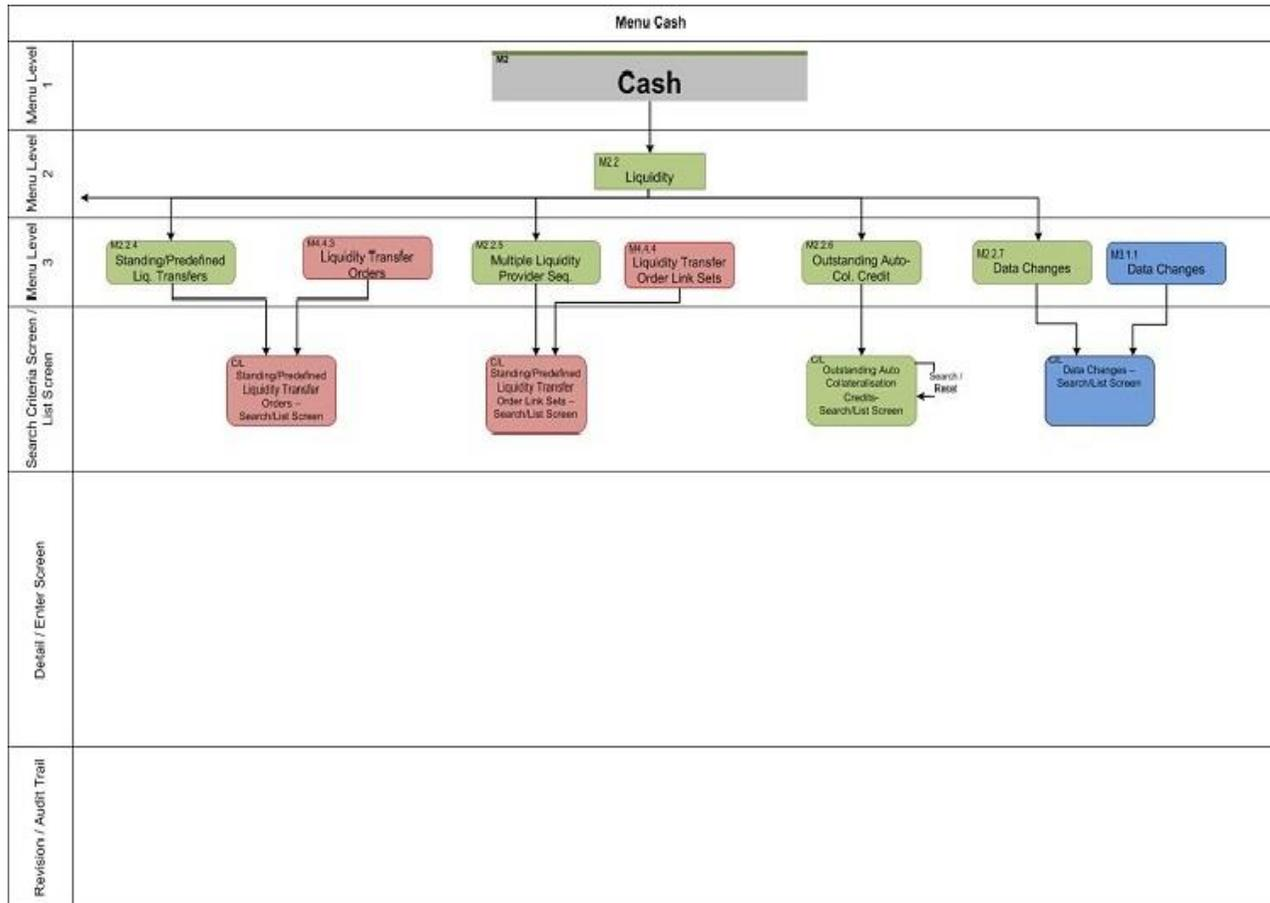 Menu Cash
Menu Level
1
M2
Cash
Menu Level
2
M2.2
Liquidity
Menu Level
3
M2.2.4
Standing/Predefined
Liq. Transfers
M4.4.3
Liquidity Transfer
Orders
M2.2.5
Multiple Liquidity
Provider Seq.
M4.4.4
Liquidity Transfer
Order Link Sets
M2.2.6
Outstanding Auto-
Col. Credit
M2.2.7
Data Changes
M3.1.1
Data Changes
Search Criteria Screen /
List Screen
C/L
Standing/Predefined
Liquidity Transfer
Orders –
Search/List Screen
C/L
Standing/Predefined
Liquidity Transfer
Order Link Sets –
Search/List Screen
C/L
Outstanding Auto
Collateralisation
Credits-
Search/List Screen
Search /
Reset
C/L
Data Changes –
Search/List Screen
Detail / Enter Screen
Revision / Audit Trail